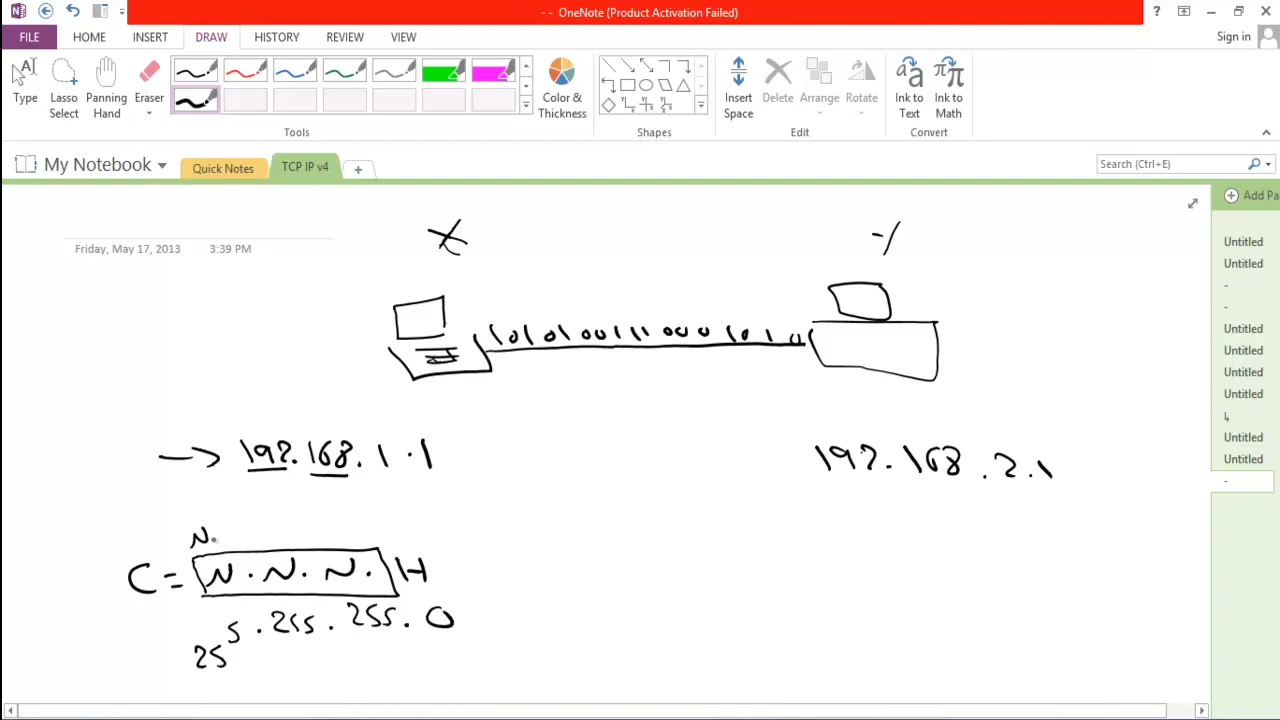 - - OneNote (Product Activation Failed)
?
FILE HOME INSERT DRAW HISTORY REVIEW VIEW
Sign in
Type
Lasso Select
Panning Hand
Eraser
Color & Thickness
Insert Space
Delete
Arrange
Rotate
Ink to Text
Ink to Math
Tools
Shapes
Edit
Convert
My Notebook
Quick Notes
TCP IP v4
Search (Ctrl+E)
Add Pa
Friday, May 17, 2013 3:39 PM
X
Y
10101001110001010
192.168.1.1
192.168.2.1
N.
C = N.N.N.H
255.255.255.0
Untitled
Untitled
-
-
Untitled
Untitled
Untitled
Untitled
Untitled
Untitled
-